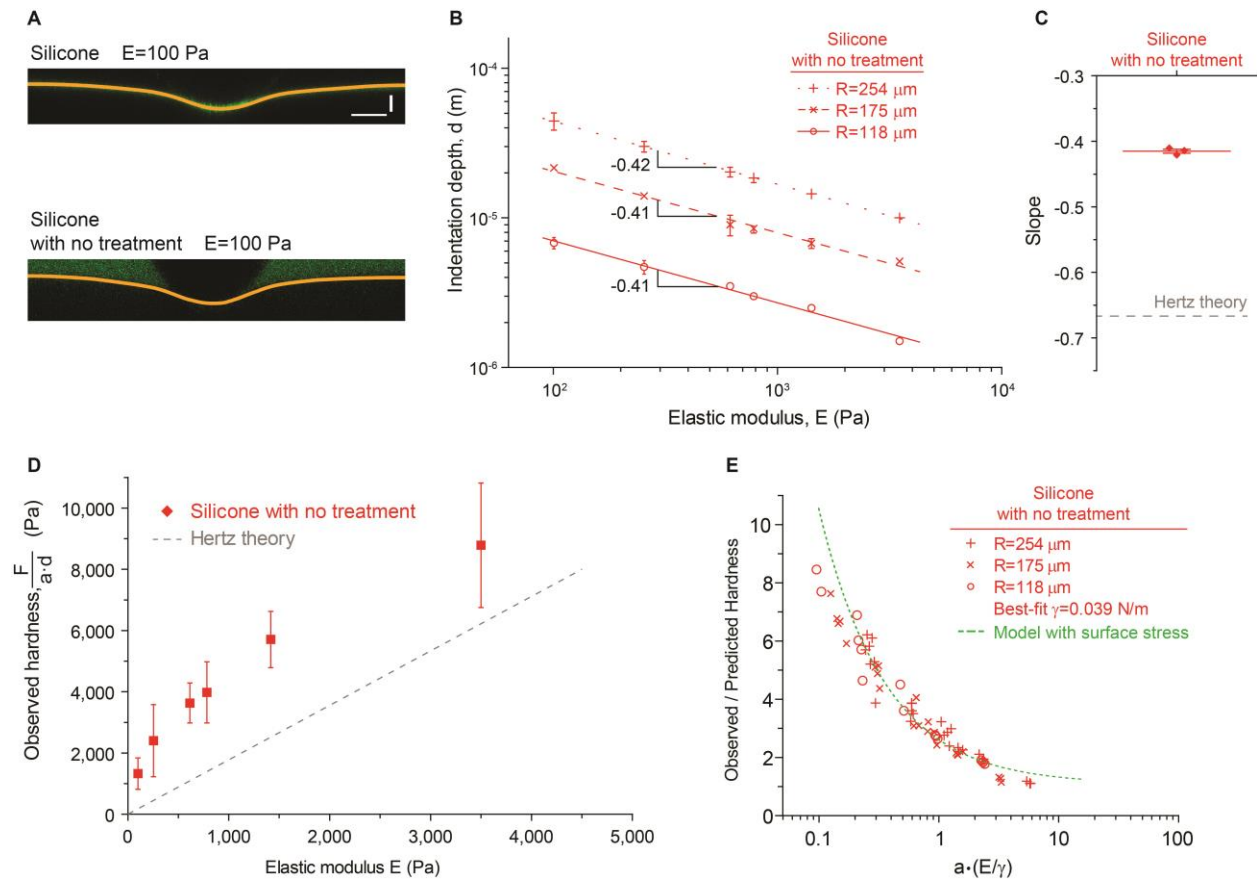 A
Silicone E=100 Pa
Silicone
with no treatment E=100 Pa
B
Silicone
with no treatment
R=254 μm
R=175 μm
R=118 μm
10⁻⁴
10⁻⁵
10⁻⁶
Indentation depth, d (m)
-0.42
-0.41
-0.41
10² 10³ 10⁴
Elastic modulus, E (Pa)
C
Silicone
with no treatment
-0.3
-0.4
-0.5
-0.6
-0.7
Slope
Hertz theory
D
Observed hardness, F/a·d (Pa)
10,000
8,000
6,000
4,000
2,000
0
Silicone with no treatment
Hertz theory
0 1,000 2,000 3,000 4,000 5,000
Elastic modulus E (Pa)
E
Silicone
with no treatment
R=254 μm
R=175 μm
R=118 μm
Best-fit γ=0.039 N/m
Model with surface stress
Observed / Predicted Hardness
10
8
6
4
2
0
0.1 1 10 100
a·(E/γ)